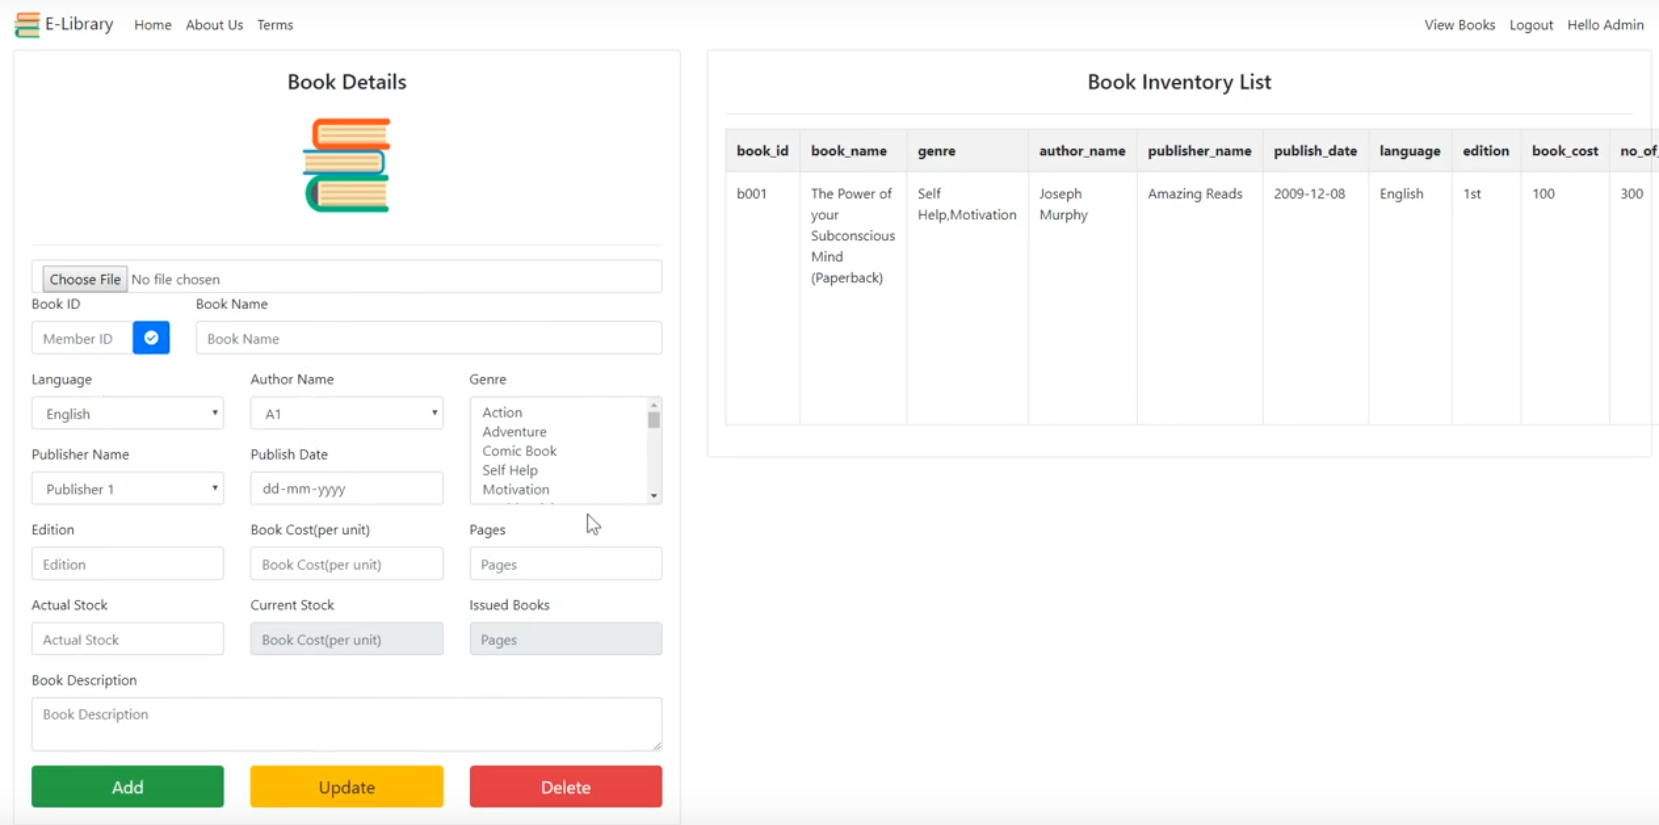 E-Library Home About Us Terms View Books Logout Hello Admin
Book Details
Choose File No file chosen
Book ID Book Name
Member ID Book Name
Language Author Name Genre
English A1 Action
Adventure
Comic Book
Self Help
Motivation
Publisher Name Publish Date
Publisher 1 dd-mm-yyyy
Edition Book Cost(per unit) Pages
Edition Book Cost(per unit) Pages
Actual Stock Current Stock Issued Books
Actual Stock Book Cost(per unit) Pages
Book Description
Book Description
Add Update Delete
Book Inventory List
book_id book_name genre author_name publisher_name publish_date language edition book_cost no_of_
b001 The Power of Self Joseph Amazing Reads 2009-12-08 English 1st 100 300
your Help,Motivation Murphy
Subconscious
Mind
(Paperback)